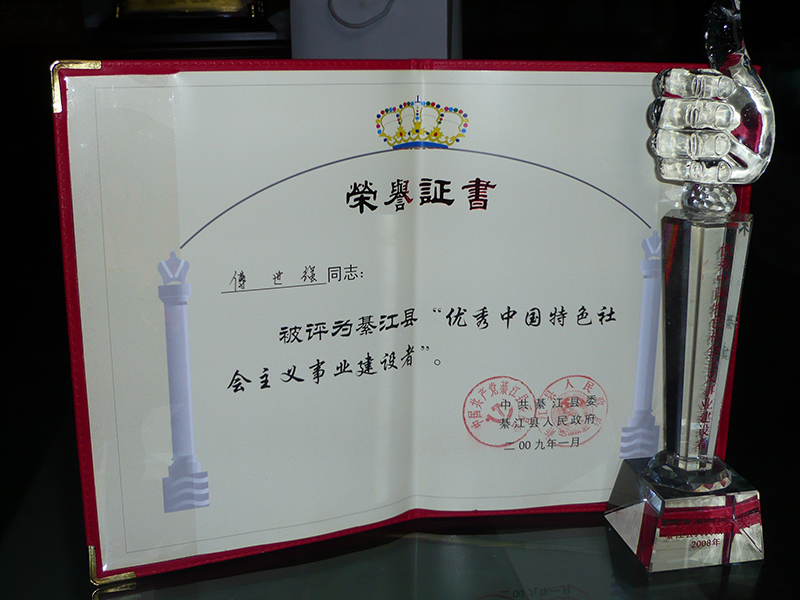 榮譽証書
傅世强同志：
被评为綦江县“优秀中国特色社
会主义事业建设者”。
中共綦江县委
綦江县人民政府
二00九年一月
2008年